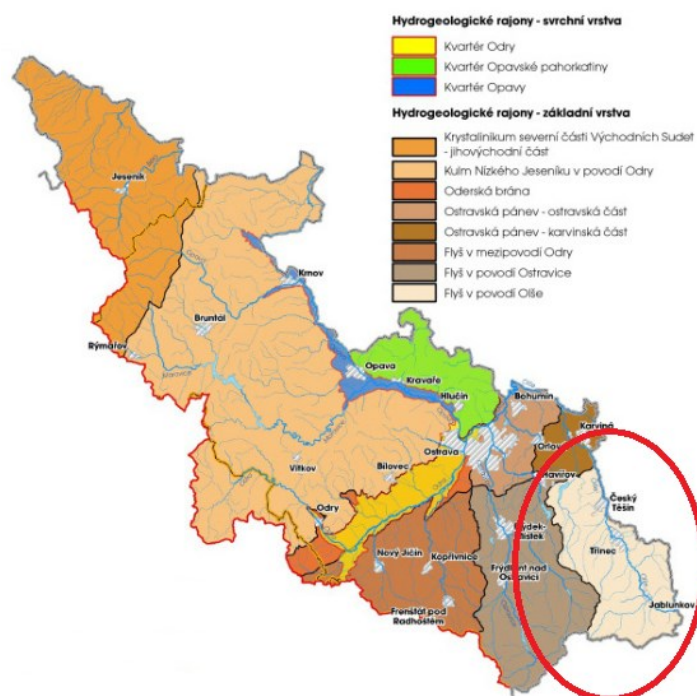 Hydrogeologické rajony - svrchní vrstva
Kvartér Odry
Kvartér Opavské pahorkatiny
Kvartér Opavy
Hydrogeologické rajony - základní vrstva
Krystalinikum severní části Východních Sudet
- jihovýchodní část
Kulm Nízkého Jeseníku v povodí Odry
Oderská brána
Ostravská pánev - ostravská část
Ostravská pánev - karvinská část
Flyš v mezipovodí Odry
Flyš v povodí Ostravice
Flyš v povodí Olše
Jeseník
Krnov
Bruntál
Rýmařov
Opava
Kravaře
Hlučín
Bohumín
Karviná
Orlová
Ostrava
Havířov
Vítkov
Bílovec
Odry
Český
Těšín
Frýdek-
Místek
Třinec
Nový Jičín
Kopřivnice
Frýdlant nad
Ostravicí
Jablunkov
Frenštát pod
Radhoštěm